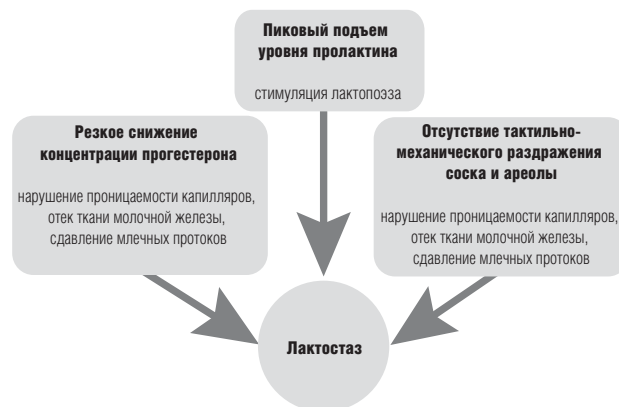 Пиковый подъем
уровня пролактина
стимуляция лактопоэза
Резкое снижение
концентрации прогестерона
нарушение проницаемости капилляров,
отек ткани молочной железы,
сдавление млечных протоков
Отсутствие тактильно-
механического раздражения
соска и ареолы
нарушение проницаемости капилляров,
отек ткани молочной железы,
сдавление млечных протоков
Лактостаз